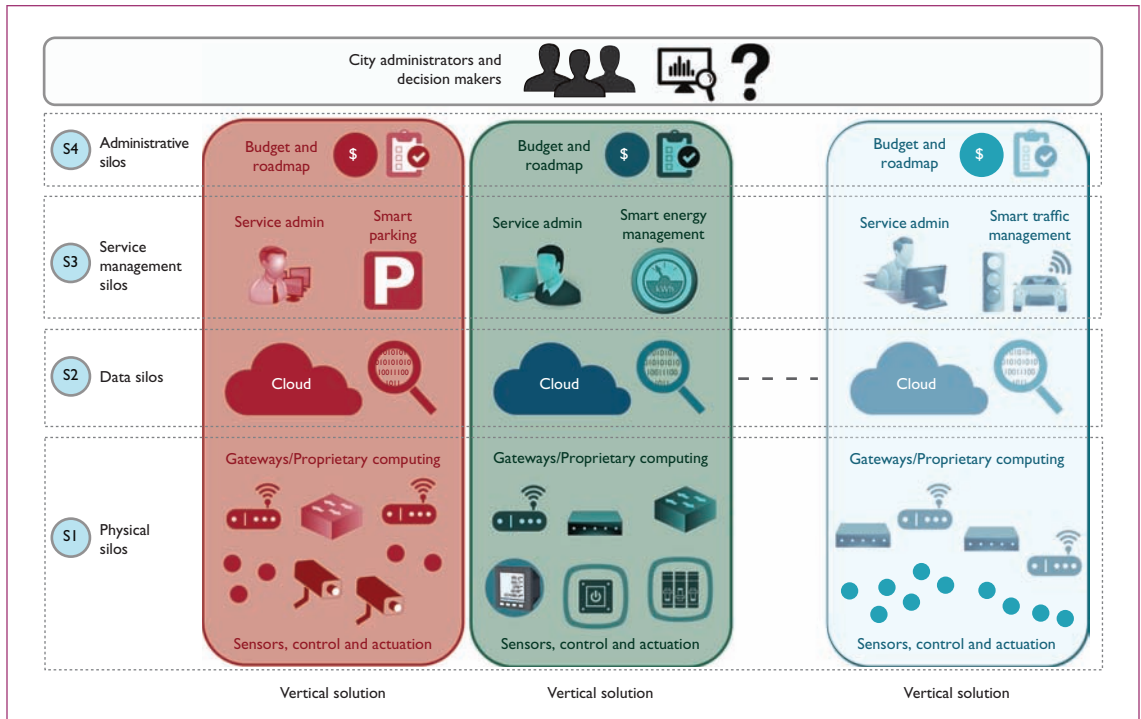 City administrators and
decision makers
?
S4
Administrative
silos
Budget and
roadmap
$
Budget and
roadmap
$
Budget and
roadmap
$
S3
Service
management
silos
Service admin
Smart
parking
P
Service admin
Smart energy
management
kWh
Service admin
Smart traffic
management
S2
Data silos
Cloud
Cloud
Cloud
S1
Physical
silos
Gateways/Proprietary computing
Gateways/Proprietary computing
Gateways/Proprietary computing
Sensors, control and actuation
Sensors, control and actuation
Sensors, control and actuation
Vertical solution
Vertical solution
Vertical solution